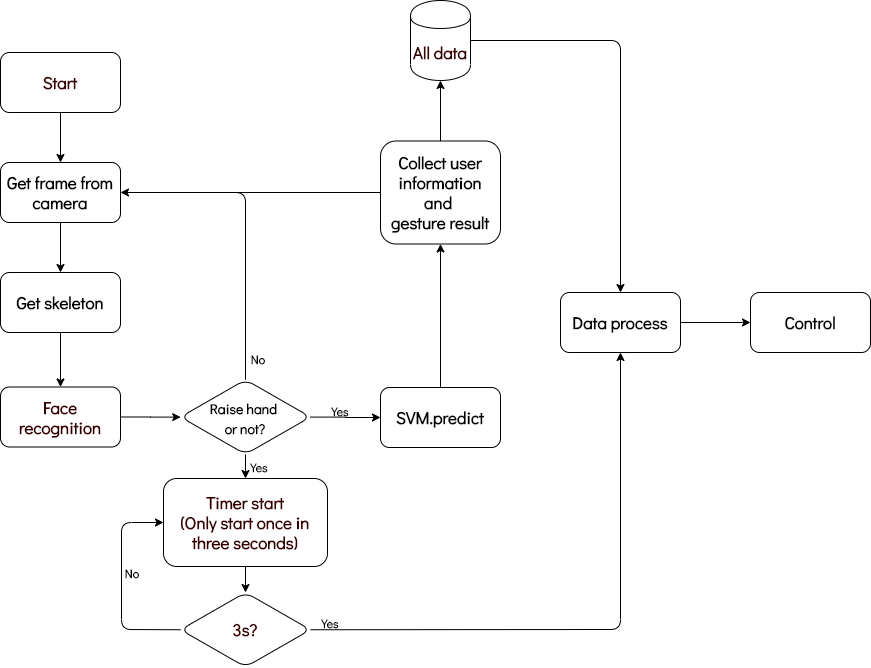 All data
Start
Collect user
information
and
gesture result
Get frame from
camera
Get skeleton
Data process
Control
No
Face
recognition
Raise hand
or not?
Yes
SVM.predict
Yes
Timer start
(Only start once in
three seconds)
No
3s?
Yes